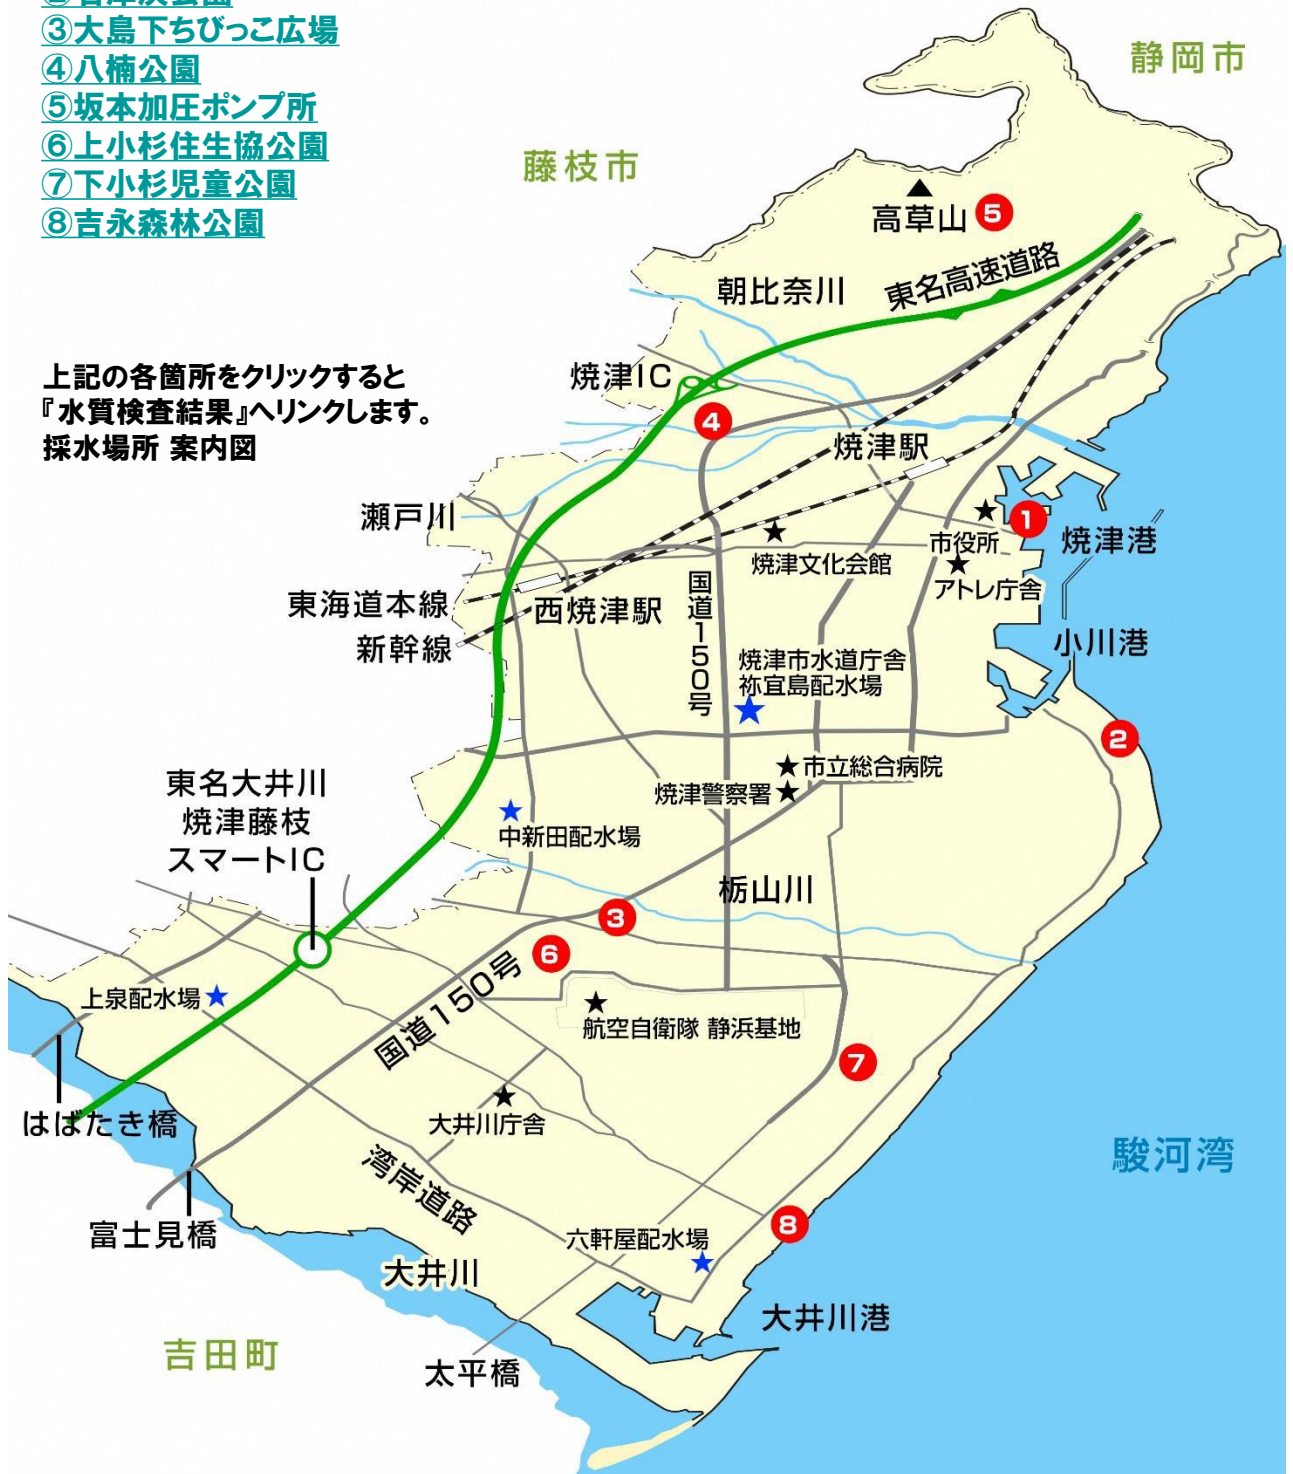 ③大島下ちびっこ広場
④八楠公園
⑤坂本加圧ポンプ所
⑥上小杉住生協公園
⑦下小杉児童公園
⑧吉永森林公園
静岡市
藤枝市
高草山
5
朝比奈川
東名高速道路
上記の各箇所をクリックすると
『水質検査結果』へリンクします。
採水場所 案内図
焼津IC
4
焼津駅
瀬戸川
1
市役所
焼津港
焼津文化会館
アトレ庁舎
東海道本線
西焼津駅
国道150号
新幹線
小川港
焼津市水道庁舎
祢宜島配水場
2
東名大井川
焼津藤枝
スマートIC
市立総合病院
焼津警察署
中新田配水場
栃山川
3
6
国道150号
上泉配水場
航空自衛隊 静浜基地
7
はばたき橋
大井川庁舎
駿河湾
湾岸道路
富士見橋
8
六軒屋配水場
大井川
大井川港
吉田町
太平橋